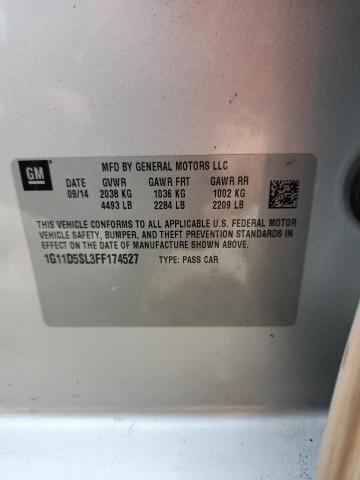 GM
MFD BY GENERAL MOTORS LLC
DATE GVWR GAWR FRT GAWR RR
09/14 2038 KG 1036 KG 1002 KG
4493 LB 2284 LB 2209 LB
THIS VEHICLE CONFORMS TO ALL APPLICABLE U.S. FEDERAL MOTOR
VEHICLE SAFETY, BUMPER, AND THEFT PREVENTION STANDARDS IN
EFFECT ON THE DATE OF MANUFACTURE SHOWN ABOVE.
1G11D5SL3FF174527 TYPE: PASS CAR